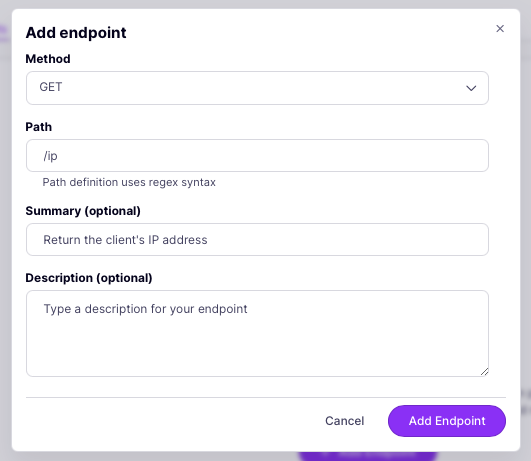 Add endpoint
Method
GET
Path
/ip
Path definition uses regex syntax
Summary (optional)
Return the client's IP address
Description (optional)
Type a description for your endpoint
Cancel
Add Endpoint